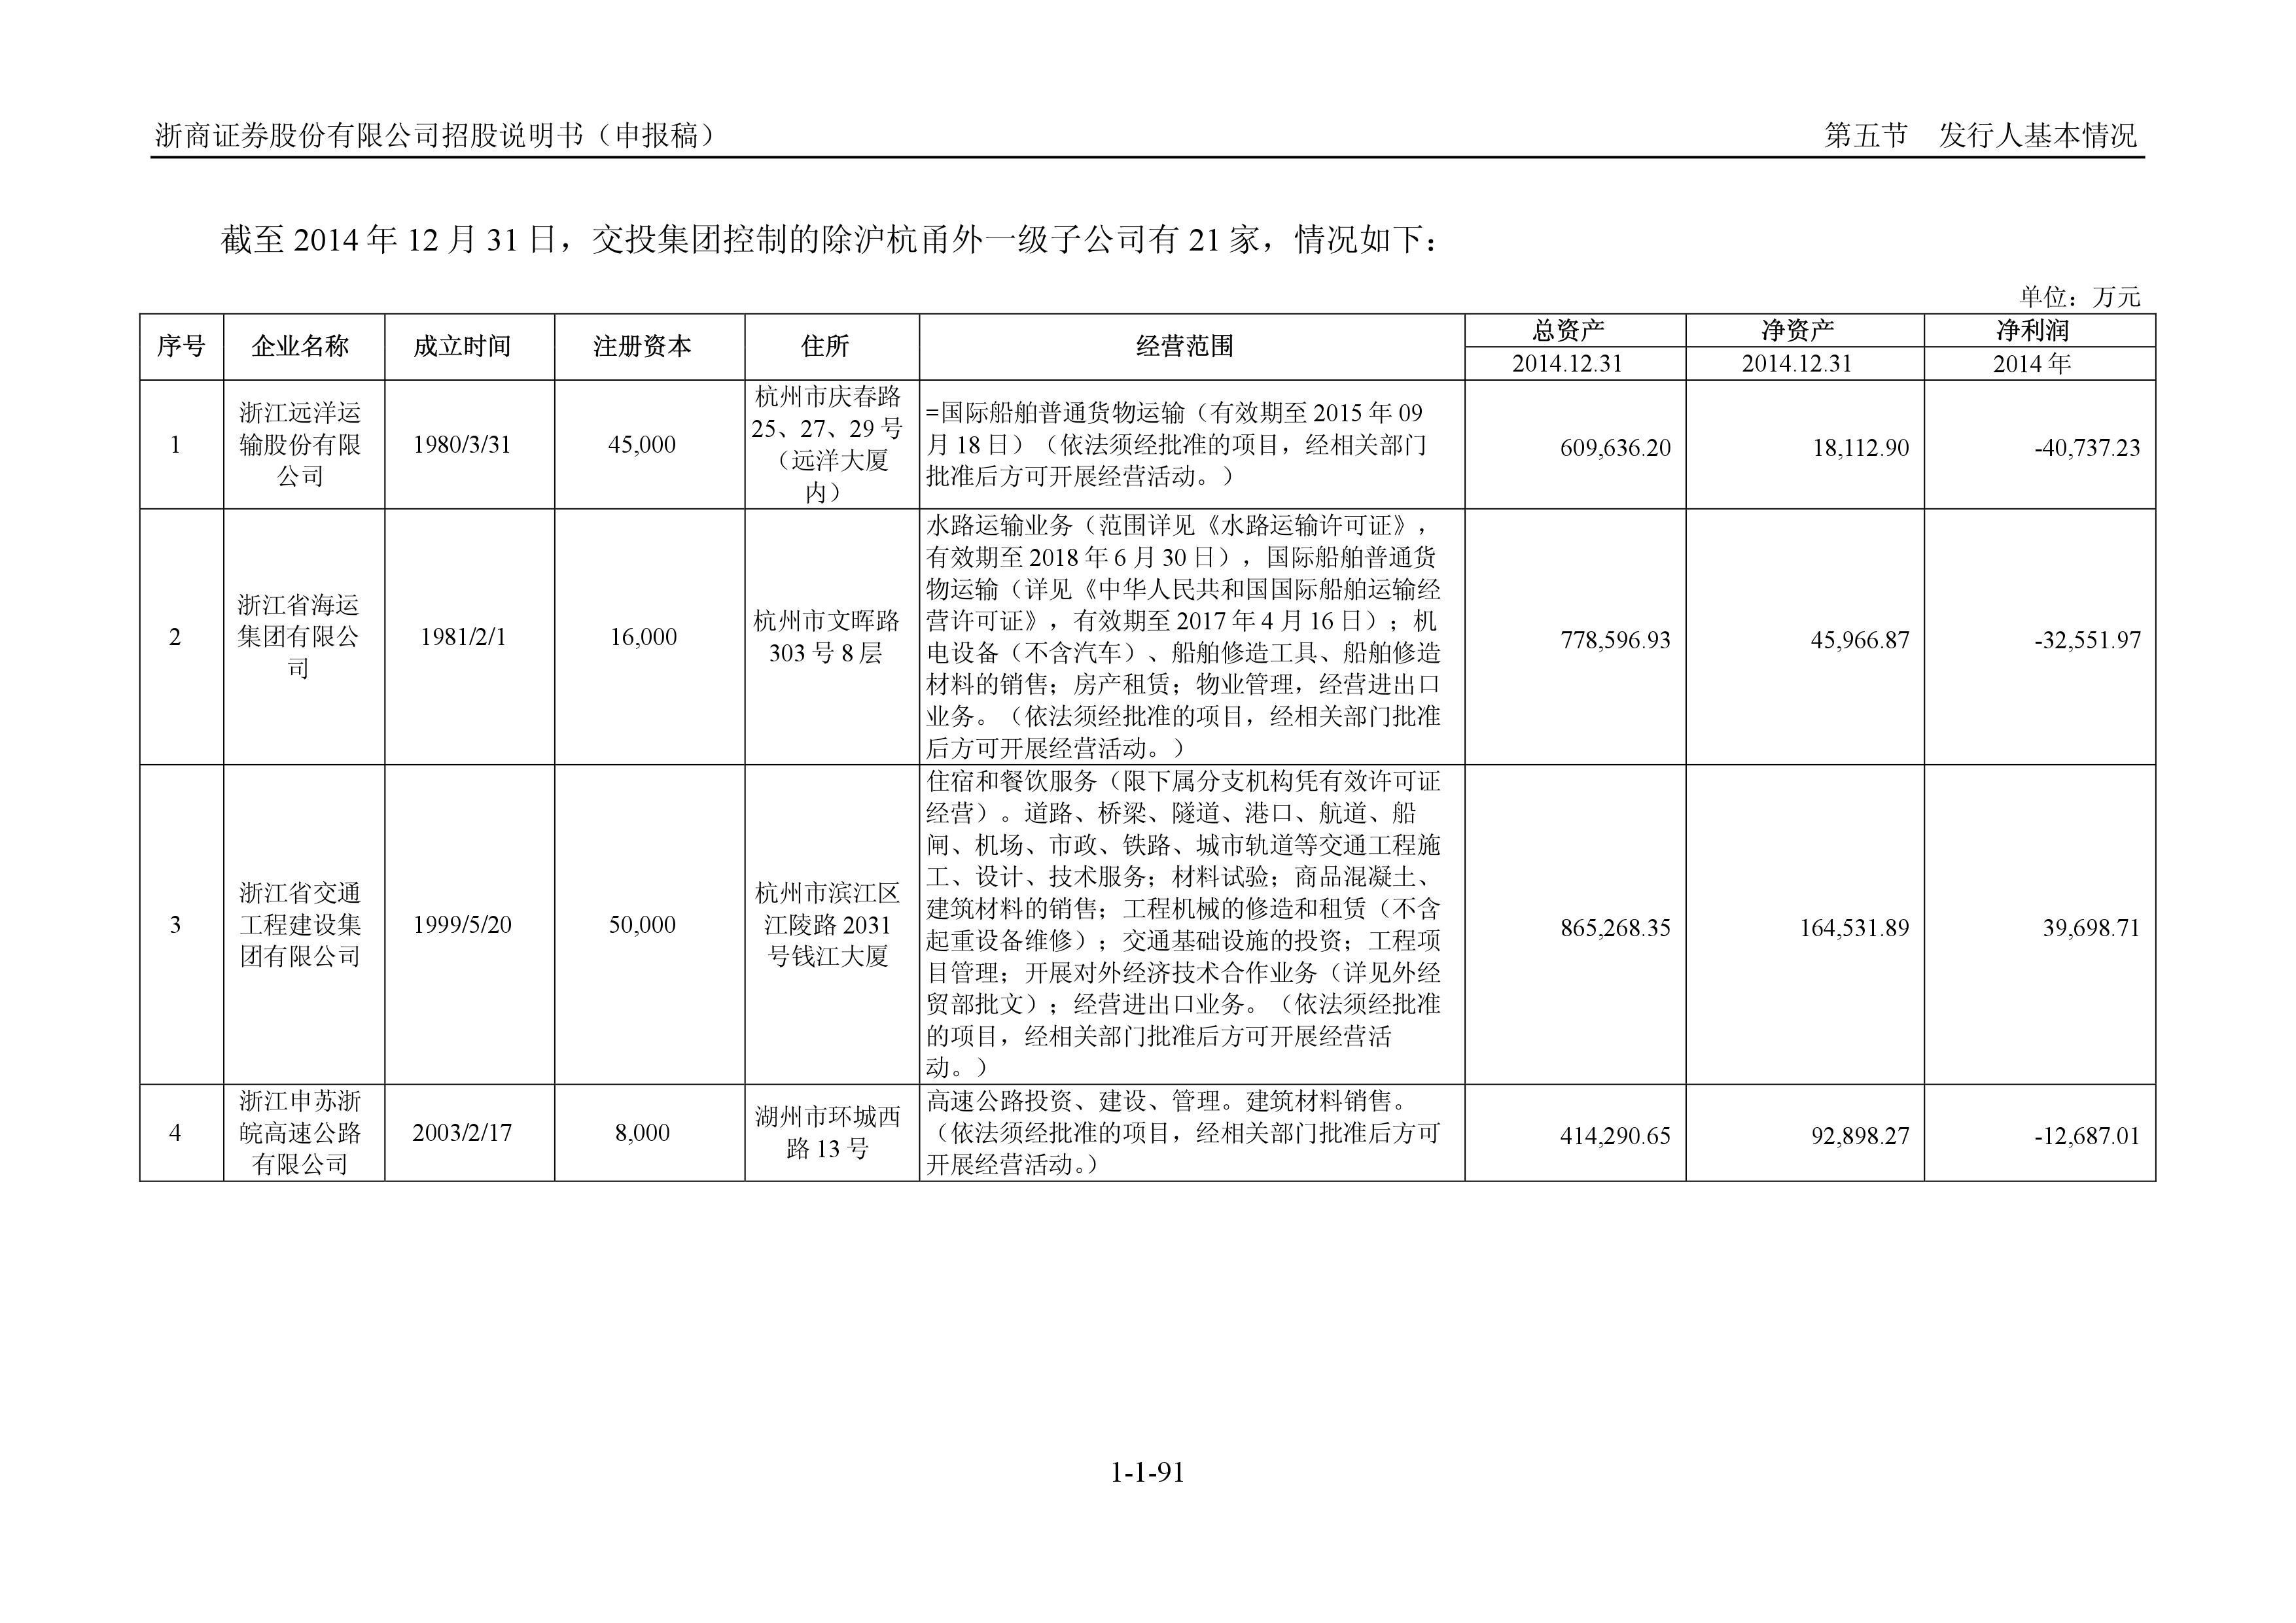 浙商证券股份有限公司招股说明书（申报稿）
第五节 发行人基本情况
截至 2014 年 12 月 31 日，交投集团控制的除沪杭甬外一级子公司有 21 家，情况如下：
单位：万元
序号
企业名称
成立时间
注册资本
住所
经营范围
总资产
净资产
净利润
2014.12.31
2014.12.31
2014 年
1
浙江远洋运
输股份有限
公司
1980/3/31
45,000
杭州市庆春路
25、27、29 号
（远洋大厦
内）
=国际船舶普通货物运输（有效期至 2015 年 09
月 18 日）（依法须经批准的项目，经相关部门
批准后方可开展经营活动。）
609,636.20
18,112.90
-40,737.23
2
浙江省海运
集团有限公
司
1981/2/1
16,000
杭州市文晖路
303 号 8 层
水路运输业务（范围详见《水路运输许可证》，
有效期至 2018 年 6 月 30 日），国际船舶普通货
物运输（详见《中华人民共和国国际船舶运输经
营许可证》，有效期至 2017 年 4 月 16 日）；机
电设备（不含汽车）、船舶修造工具、船舶修造
材料的销售；房产租赁；物业管理，经营进出口
业务。（依法须经批准的项目，经相关部门批准
后方可开展经营活动。）
778,596.93
45,966.87
-32,551.97
3
浙江省交通
工程建设集
团有限公司
1999/5/20
50,000
杭州市滨江区
江陵路 2031
号钱江大厦
住宿和餐饮服务（限下属分支机构凭有效许可证
经营）。道路、桥梁、隧道、港口、航道、船
闸、机场、市政、铁路、城市轨道等交通工程施
工、设计、技术服务；材料试验；商品混凝土、
建筑材料的销售；工程机械的修造和租赁（不含
起重设备维修）；交通基础设施的投资；工程项
目管理；开展对外经济技术合作业务（详见外经
贸部批文）；经营进出口业务。（依法须经批准
的项目，经相关部门批准后方可开展经营活
动。）
865,268.35
164,531.89
39,698.71
4
浙江申苏浙
皖高速公路
有限公司
2003/2/17
8,000
湖州市环城西
路 13 号
高速公路投资、建设、管理。建筑材料销售。
（依法须经批准的项目，经相关部门批准后方可
开展经营活动。）
414,290.65
92,898.27
-12,687.01
1-1-91